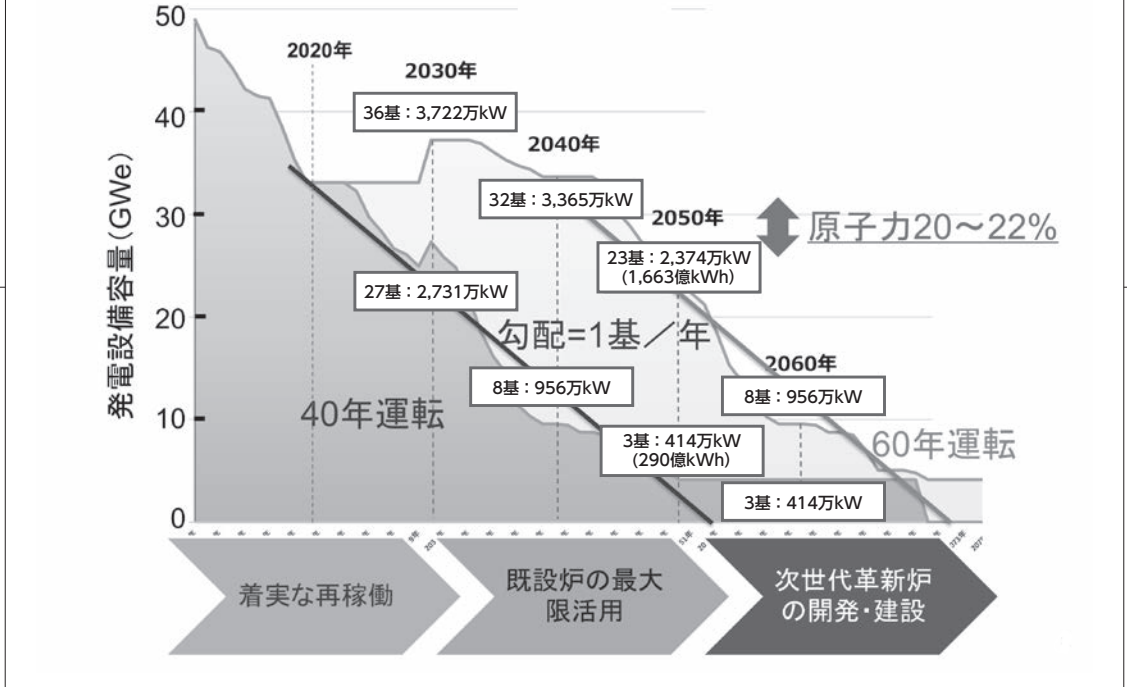 50
2020年
2030年
36基：3,722万kW
40
2040年
32基：3,365万kW
30
2050年
原子力20～22%
23基：2,374万kW
(1,663億kWh)
27基：2,731万kW
発電設備容量(GWe)
20
勾配=1基／年
2060年
8基：956万kW
8基：956万kW
10
40年運転
3基：414万kW
(290億kWh)
60年運転
3基：414万kW
0
着実な再稼働
既設炉の最大
限活用
次世代革新炉
の開発・建設